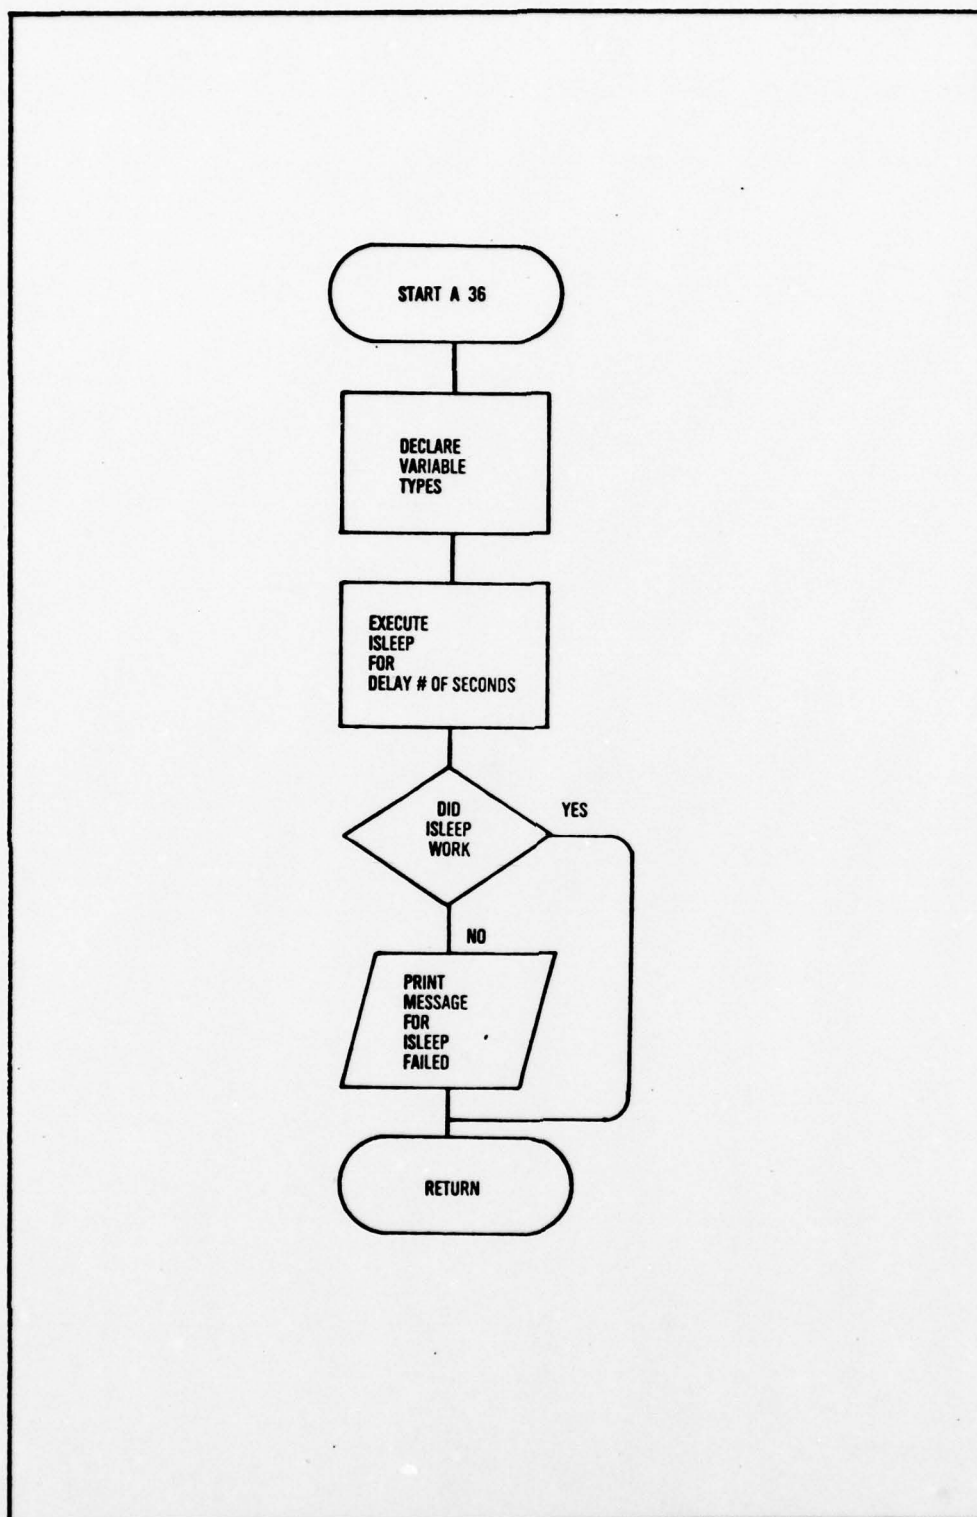 START A 36
DECLARE
VARIABLE
TYPES
EXECUTE
ISLEEP
FOR
DELAY # OF SECONDS
DID
ISLEEP
WORK
YES
NO
PRINT
MESSAGE
FOR
ISLEEP
FAILED
RETURN